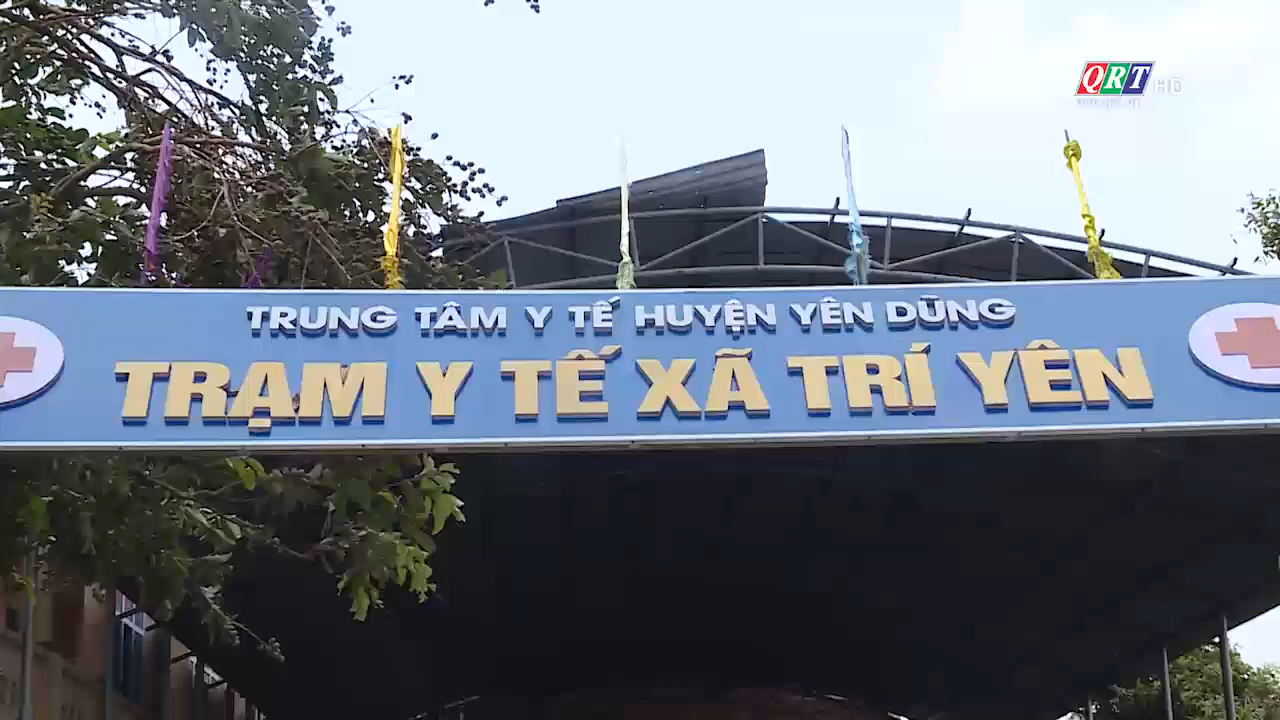 QRT HD
TRUNG TÂM Y TẾ HUYỆN YÊN DŨNG
TRẠM Y TẾ XÃ TRÍ YÊN